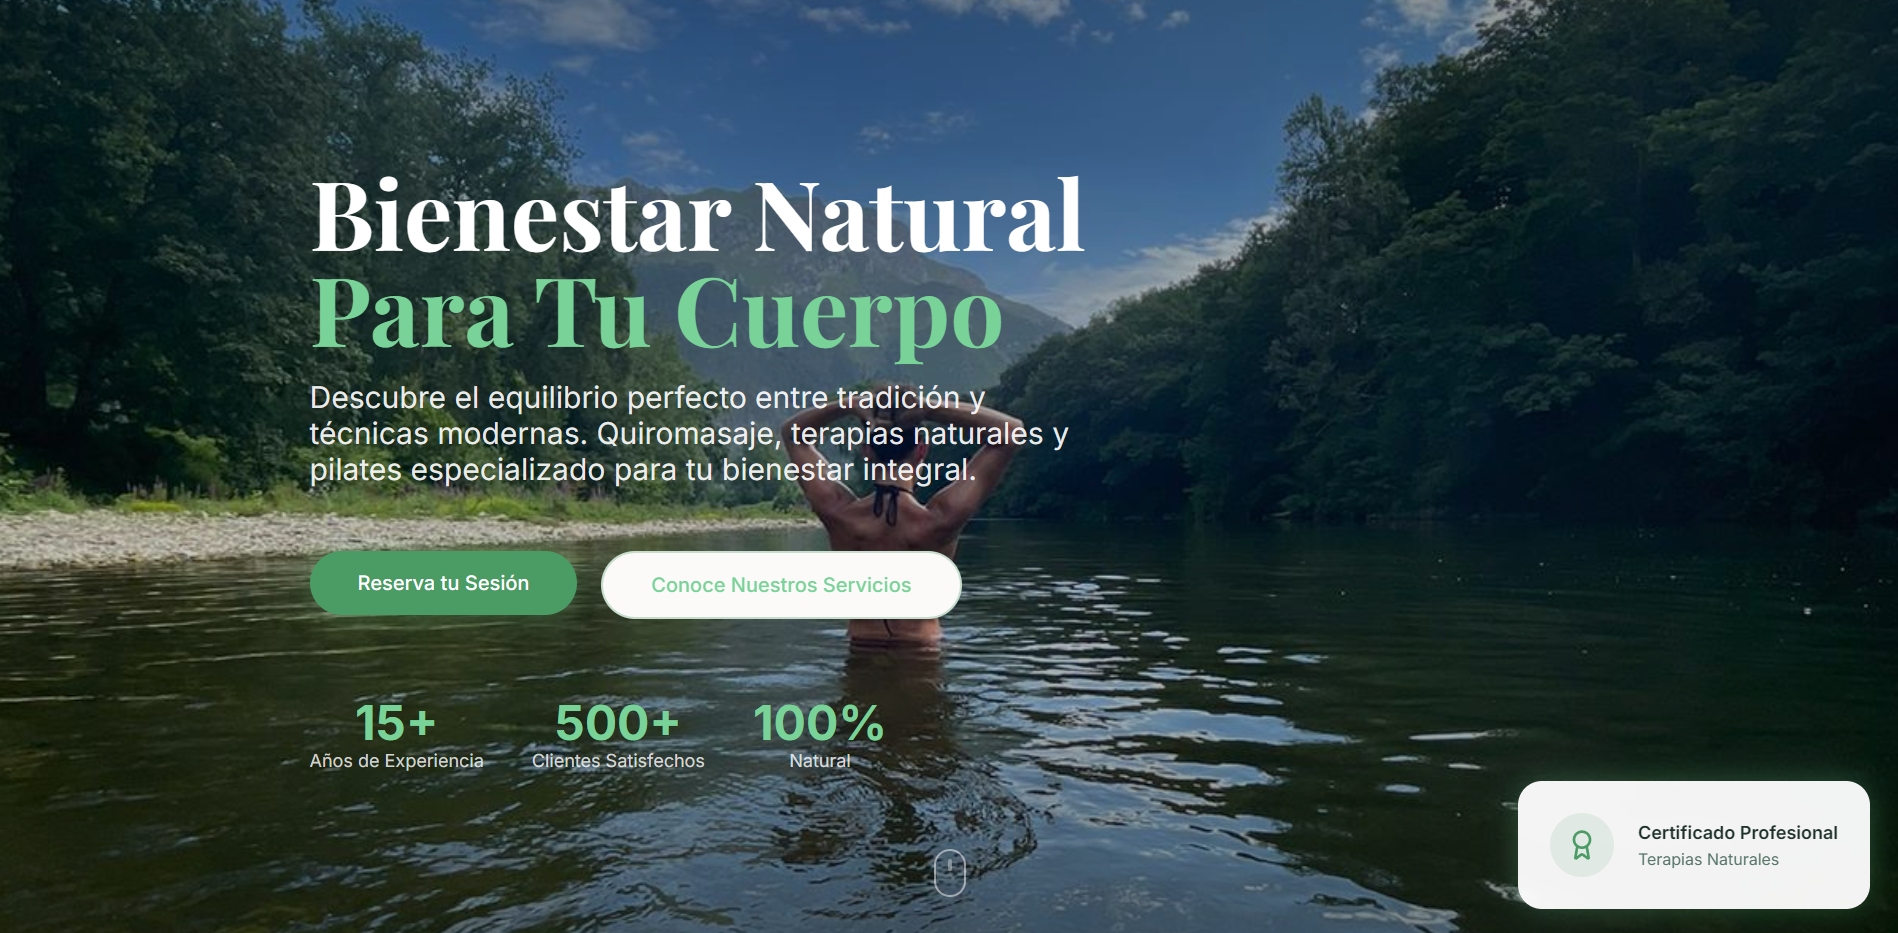 Bienestar Natural
Para Tu Cuerpo
Descubre el equilibrio perfecto entre tradición y
técnicas modernas. Quiromasaje, terapias naturales y
pilates especializado para tu bienestar integral.
Reserva tu Sesión
Conoce Nuestros Servicios
15+
Años de Experiencia
500+
Clientes Satisfechos
100%
Natural
Certificado Profesional
Terapias Naturales